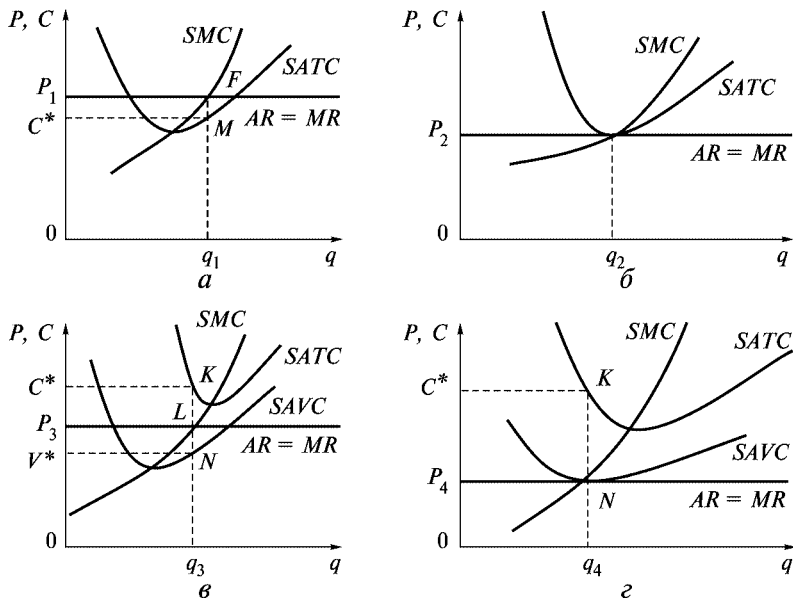 P, C
SMC
SATC
F
P₁
C*
M
AR = MR
0
q₁
q
а
P, C
SMC
SATC
P₂
AR = MR
0
q₂
q
б
P, C
SMC
SATC
K
C*
L
SAVC
P₃
AR = MR
V*
N
0
q₃
q
в
P, C
SMC
SATC
K
C*
SAVC
P₄
N
AR = MR
0
q₄
q
г